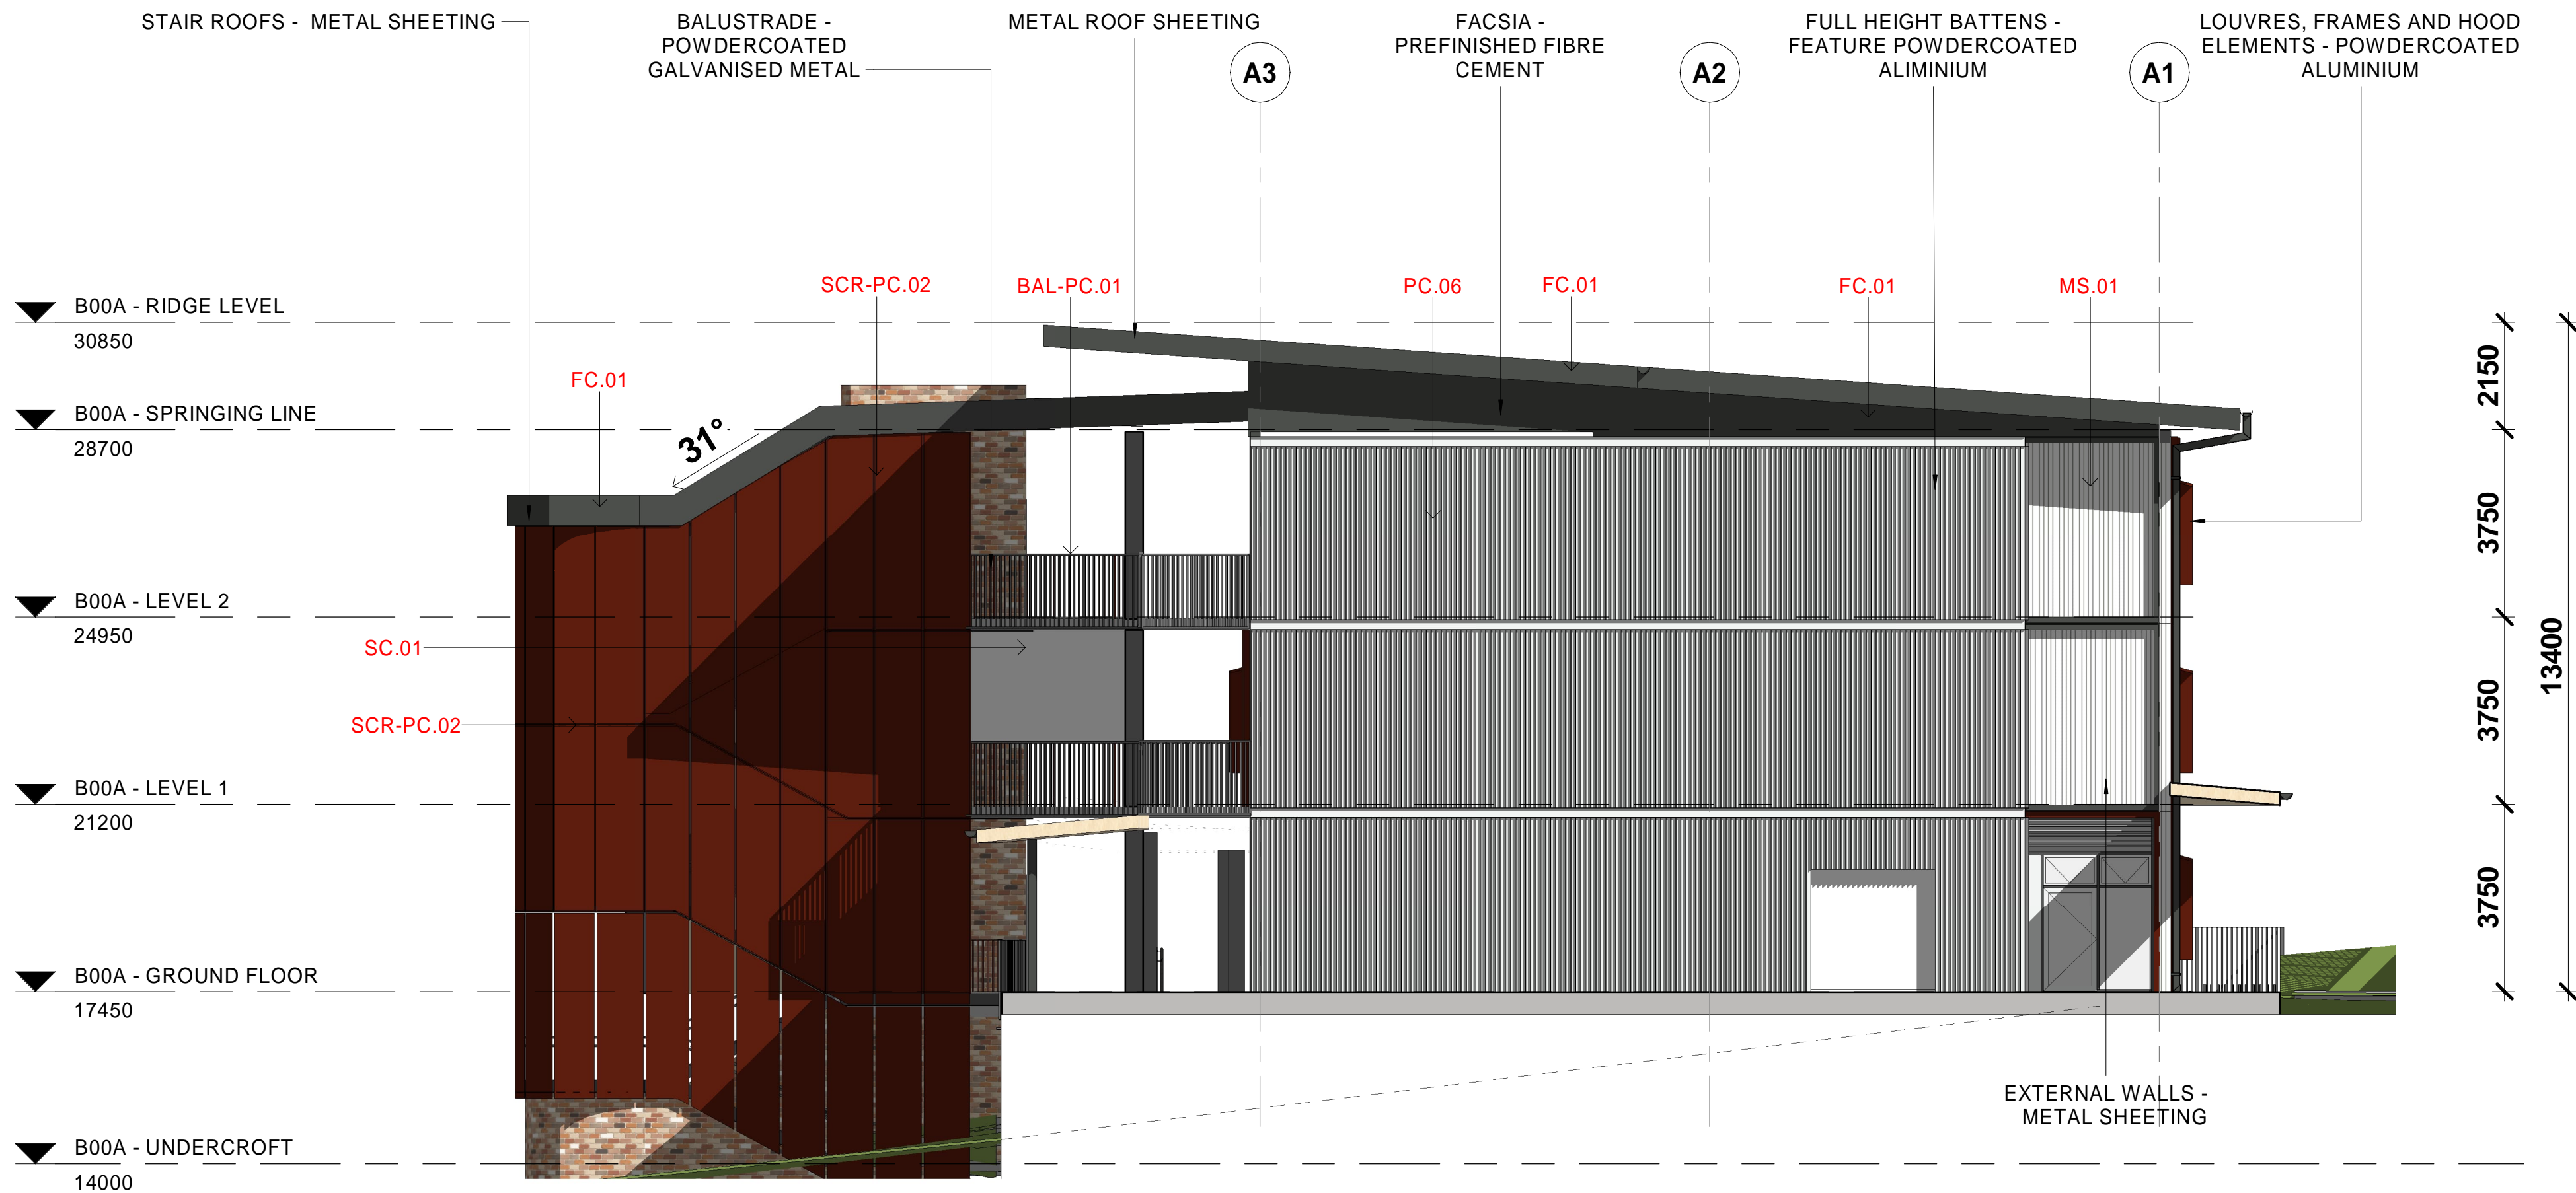 STAIR ROOFS - METAL SHEETING
BALUSTRADE -
POWDERCOATED
GALVANISED METAL
METAL ROOF SHEETING
A3
FACSIA -
PREFINISHED FIBRE
CEMENT
A2
FULL HEIGHT BATTENS -
FEATURE POWDERCOATED
ALIMINIUM
A1
LOUVRES, FRAMES AND HOOD
ELEMENTS - POWDERCOATED
ALUMINIUM
SCR-PC.02
BAL-PC.01
PC.06
FC.01
FC.01
MS.01
B00A - RIDGE LEVEL
30850
FC.01
B00A - SPRINGING LINE
28700
31°
B00A - LEVEL 2
24950
SC.01
SCR-PC.02
B00A - LEVEL 1
21200
B00A - GROUND FLOOR
17450
B00A - UNDERCROFT
14000
2150
3750
3750
3750
13400
EXTERNAL WALLS -
METAL SHEETING